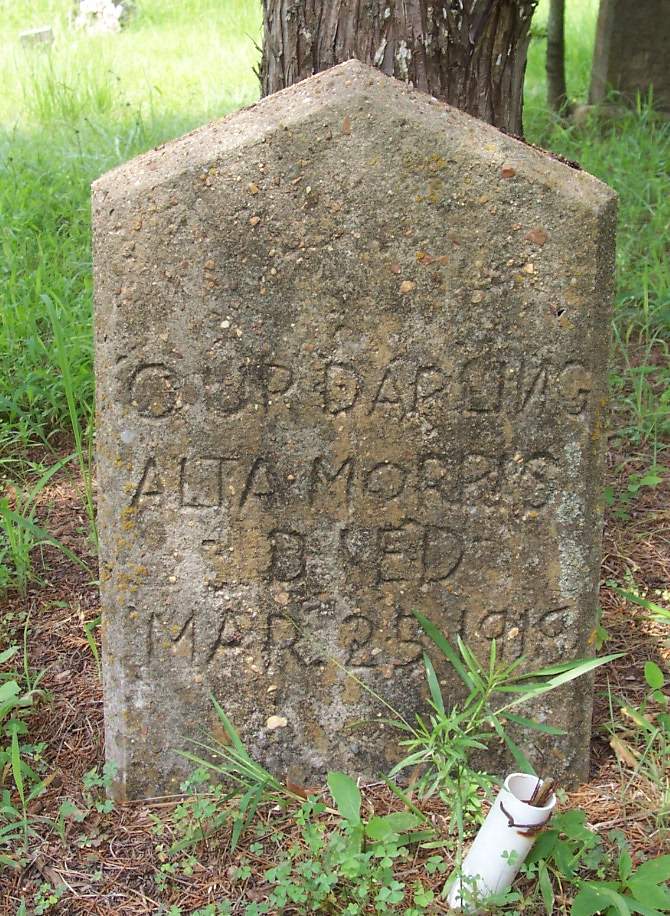 OUR DARLING
ALTA MORRIS
DIED
MAR. 25 1919